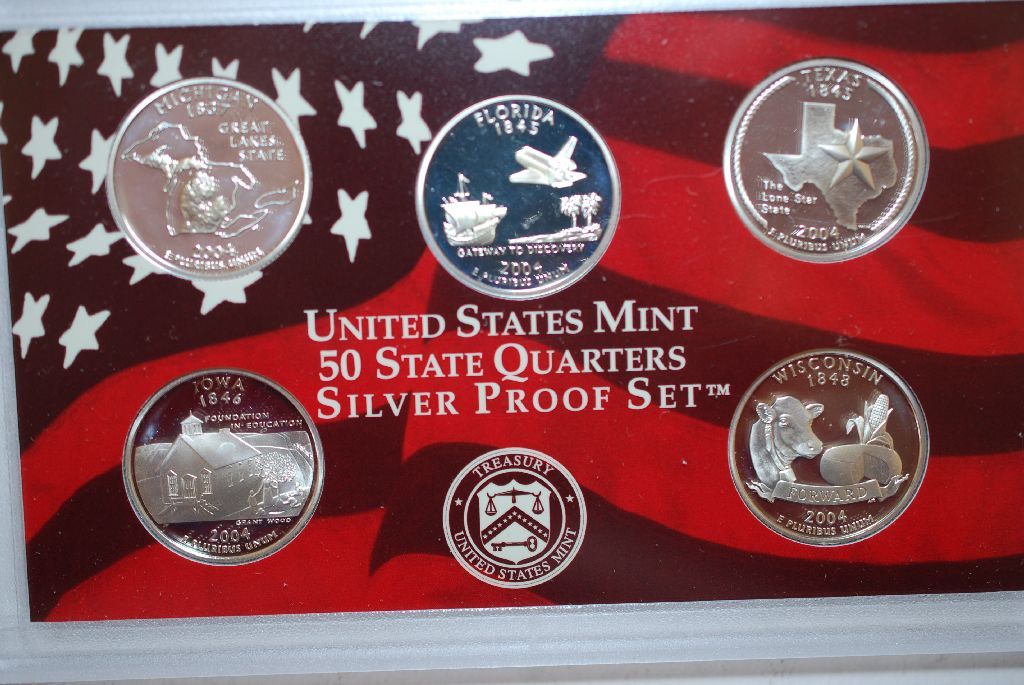 MICHIGAN
1837
GREAT
LAKES
STATE
2004
E PLURIBUS UNUM
FLORIDA
1845
GATEWAY TO DISCOVERY
2004
E PLURIBUS UNUM
TEXAS
1845
The
Lone Star
State
2004
E PLURIBUS UNUM
UNITED STATES MINT
50 STATE QUARTERS
SILVER PROOF SET™
IOWA
1846
FOUNDATION
IN EDUCATION
GRANT WOOD
2004
E PLURIBUS UNUM
TREASURY
UNITED STATES MINT
WISCONSIN
1848
FORWARD
2004
E PLURIBUS UNUM